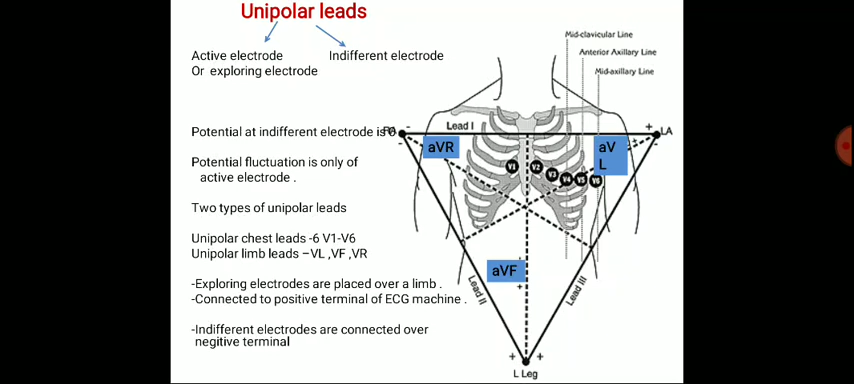 Unipolar leads
Active electrode
Or exploring electrode
Indifferent electrode
Potential at indifferent electrode is 0
Potential fluctuation is only of
active electrode .
Two types of unipolar leads
Unipolar chest leads -6 V1-V6
Unipolar limb leads –VL ,VF ,VR
-Exploring electrodes are placed over a limb .
-Connected to positive terminal of ECG machine .
-Indifferent electrodes are connected over
negitive terminal
Mid-clavicular Line
Anterior Axillary Line
Mid-axillary Line
- Lead I +
LA
-
-
aVR
aV
L
+
V1 V2 V3 V4 V5 V6
aVF
+
Lead II
Lead III
+ +
L Leg